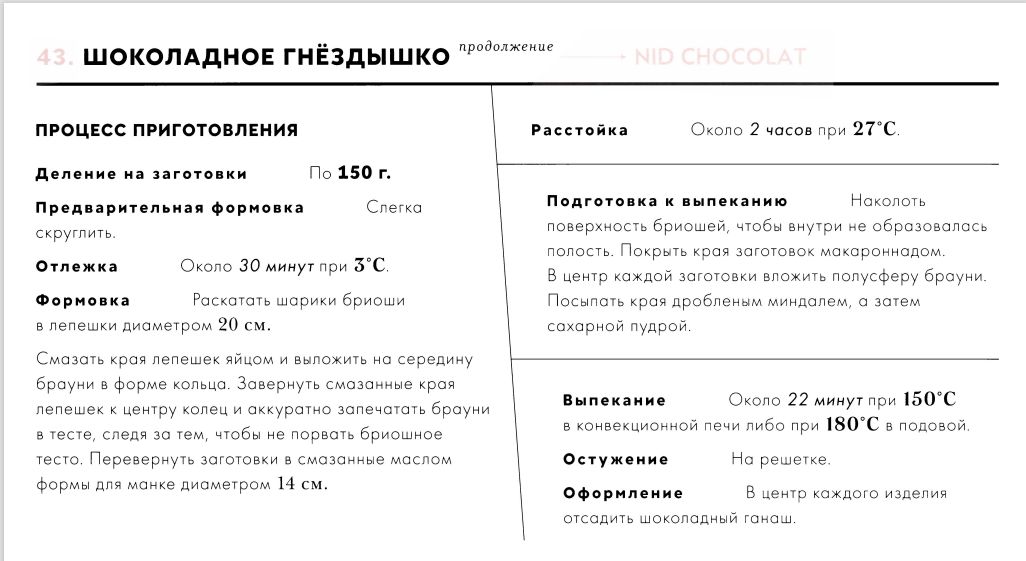 43. ШОКОЛАДНОЕ ГНЁЗДЫШКО продолжение → NID CHOCOLAT
ПРОЦЕСС ПРИГОТОВЛЕНИЯ
Деление на заготовки По 150 г.
Предварительная формовка Слегка
скруглить.
Отлежка Около 30 минут при 3°С.
Формовка Раскатать шарики бриоши
в лепешки диаметром 20 см.
Смазать края лепешек яйцом и выложить на середину
брауни в форме кольца. Завернуть смазанные края
лепешек к центру колец и аккуратно запечатать брауни
в тесте, следя за тем, чтобы не порвать бриошное
тесто. Перевернуть заготовки в смазанные маслом
формы для манке диаметром 14 см.
Расстойка Около 2 часов при 27°С.
Подготовка к выпеканию Наколоть
поверхность бриошей, чтобы внутри не образовалась
полость. Покрыть края заготовок макароннадом.
В центр каждой заготовки вложить полусферу брауни.
Посыпать края дробленым миндалем, а затем
сахарной пудрой.
Выпекание Около 22 минут при 150°С
в конвекционной печи либо при 180°С в подовой.
Остужение На решетке.
Оформление В центр каждого изделия
отсадить шоколадный ганаш.